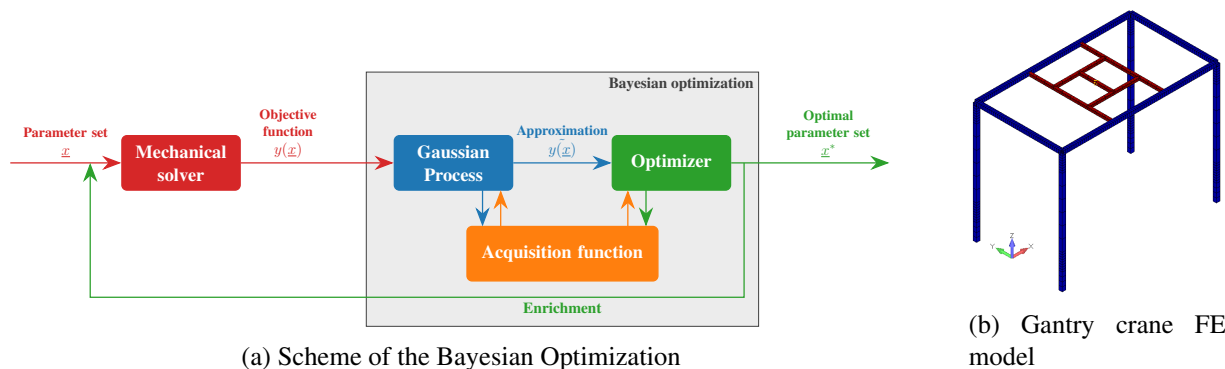 Bayesian optimization
Parameter set
x
Mechanical
solver
Objective
function
y(x)
Gaussian
Process
Approximation
ỹ(x)
Optimizer
Optimal
parameter set
x*
Acquisition function
Enrichment
(a) Scheme of the Bayesian Optimization
Z
Y
X
(b) Gantry crane FE
model